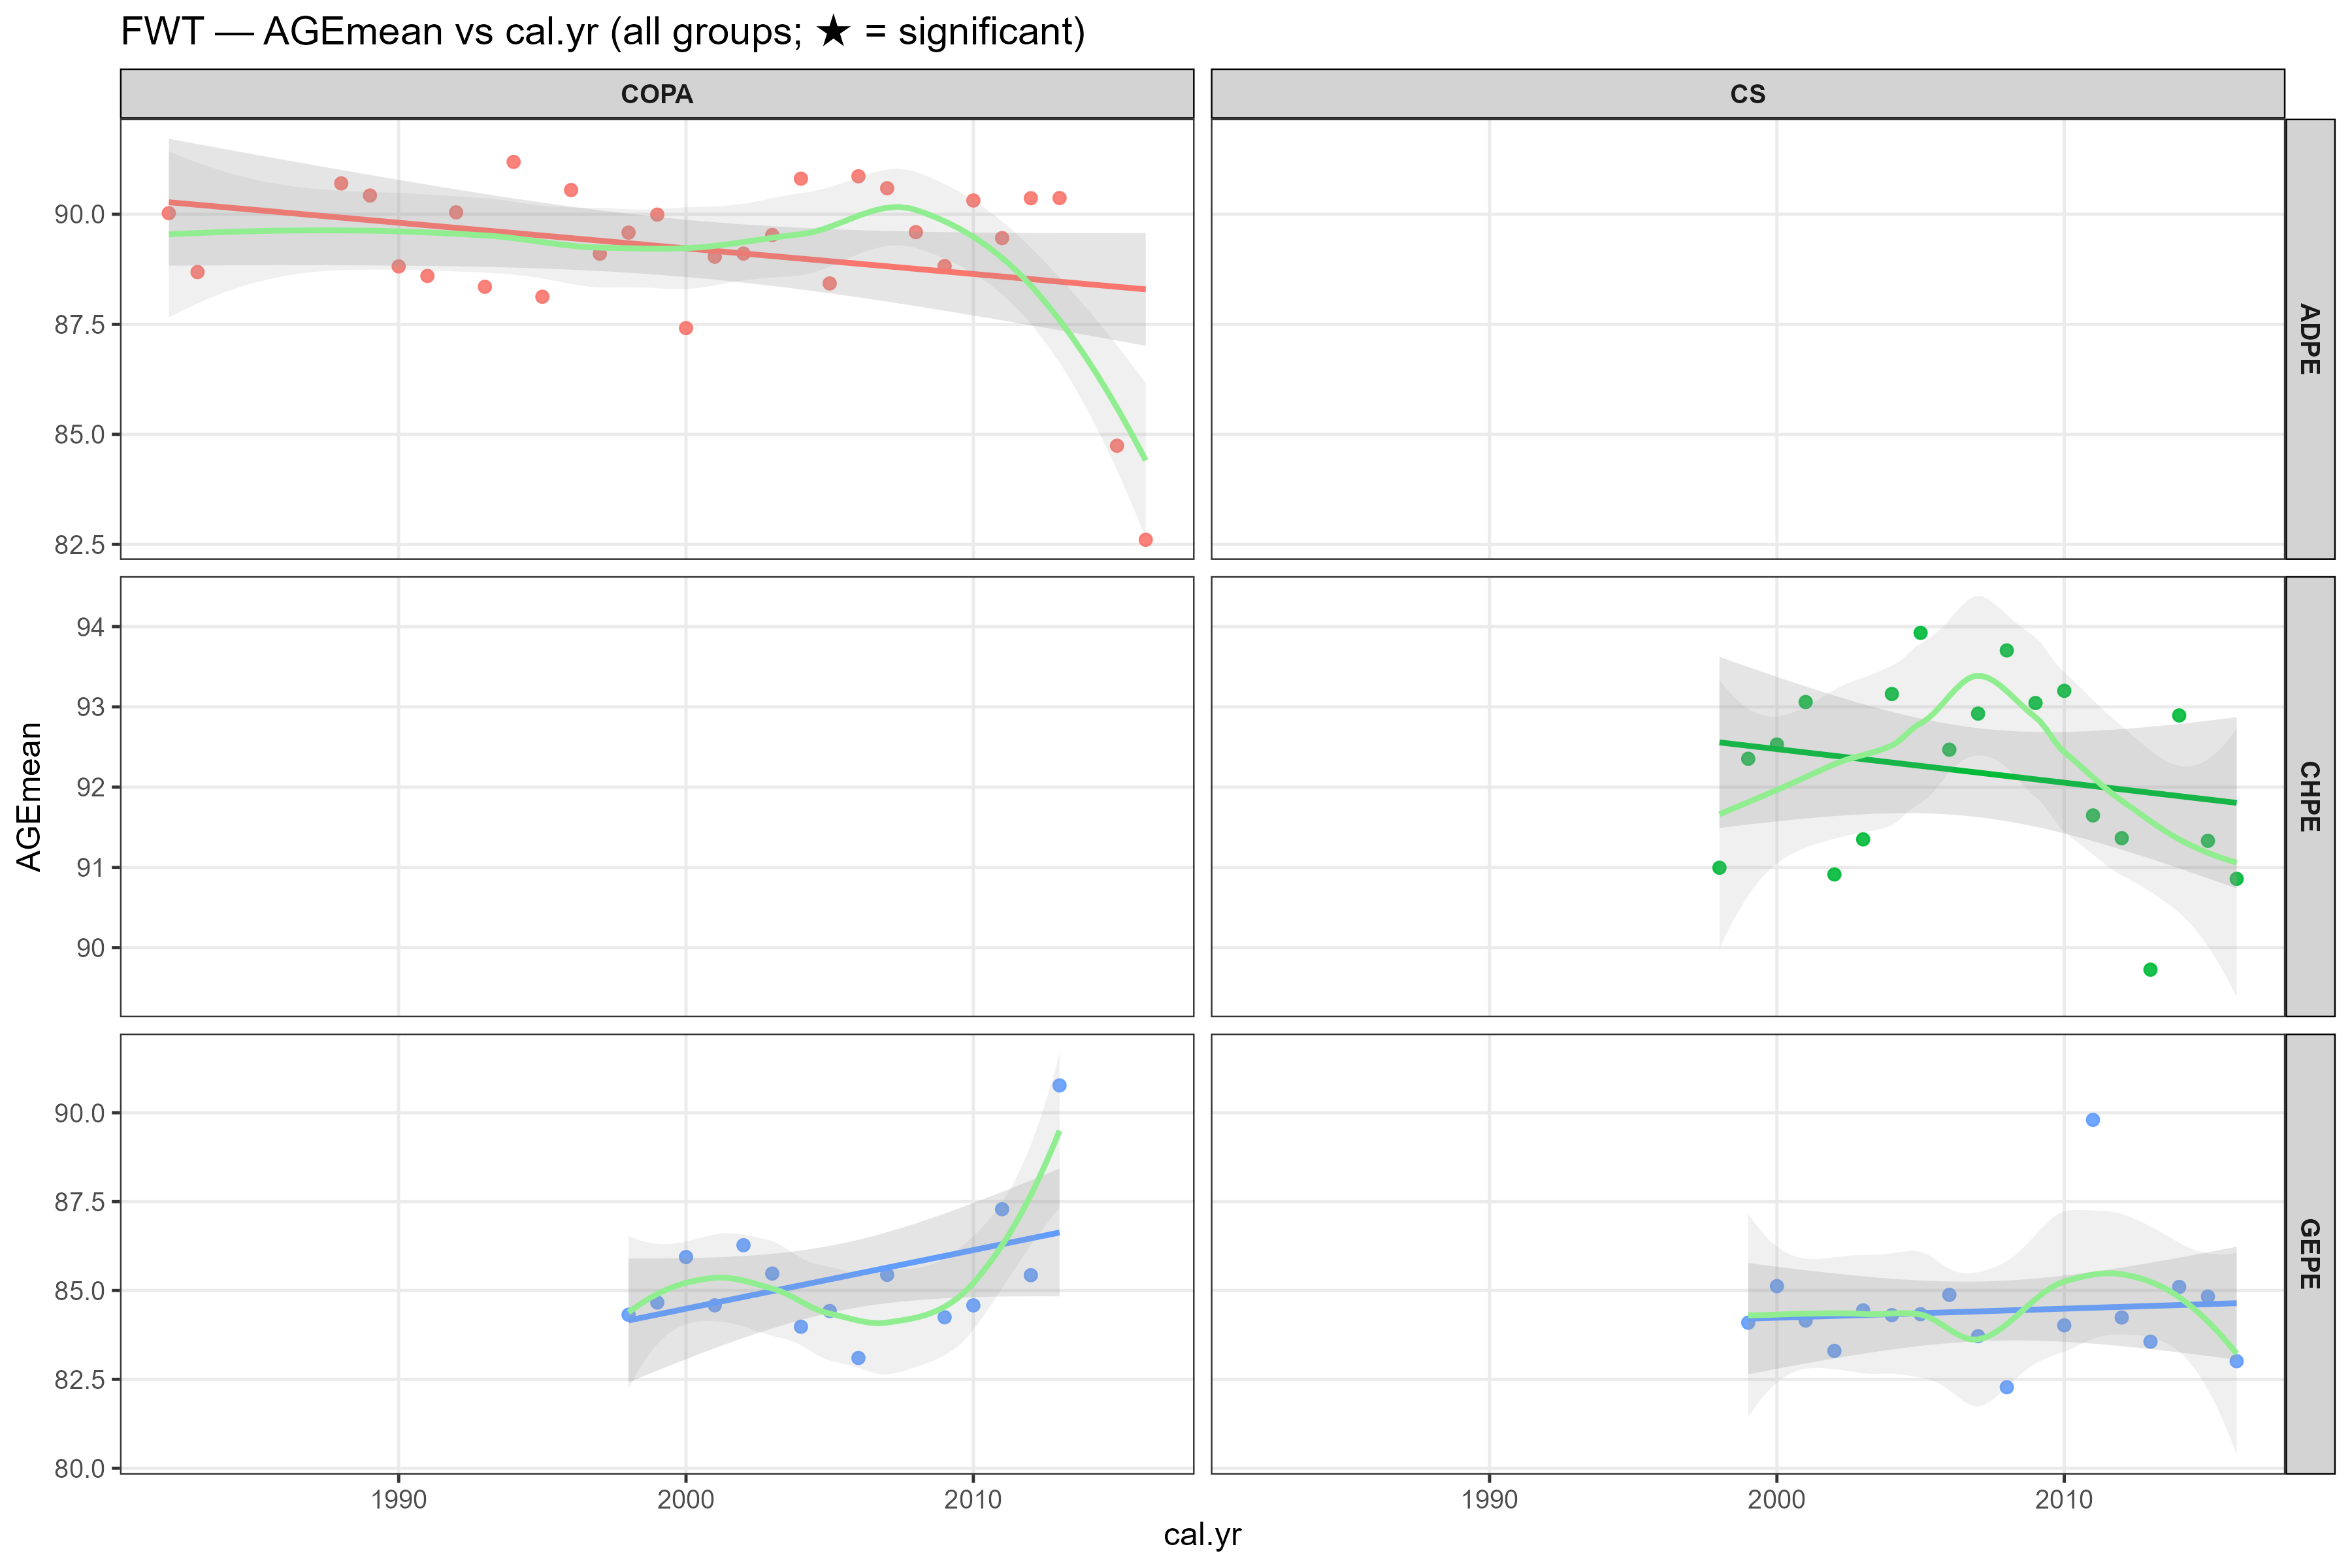 FWT — AGEmean vs cal.yr (all groups; ★ = significant)
COPA
CS
90.0
87.5
85.0
82.5
ADPE
94
93
92
91
90
CHPE
AGEmean
90.0
87.5
85.0
82.5
80.0
GEPE
1990
2000
2010
1990
2000
2010
cal.yr